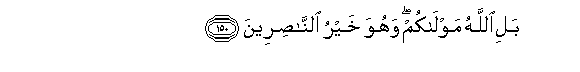 بَلِ ٱللَّهُ مَوْلَىٰكُمْ ۖ وَهُوَ خَيْرُ ٱلنَّـٰصِرِينَ ١٥٠